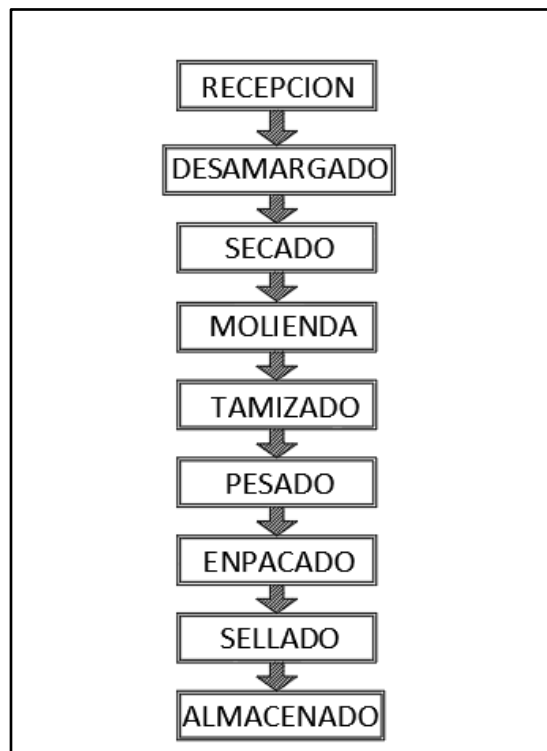 RECEPCION
DESAMARGADO
SECADO
MOLIENDA
TAMIZADO
PESADO
ENPACADO
SELLADO
ALMACENADO